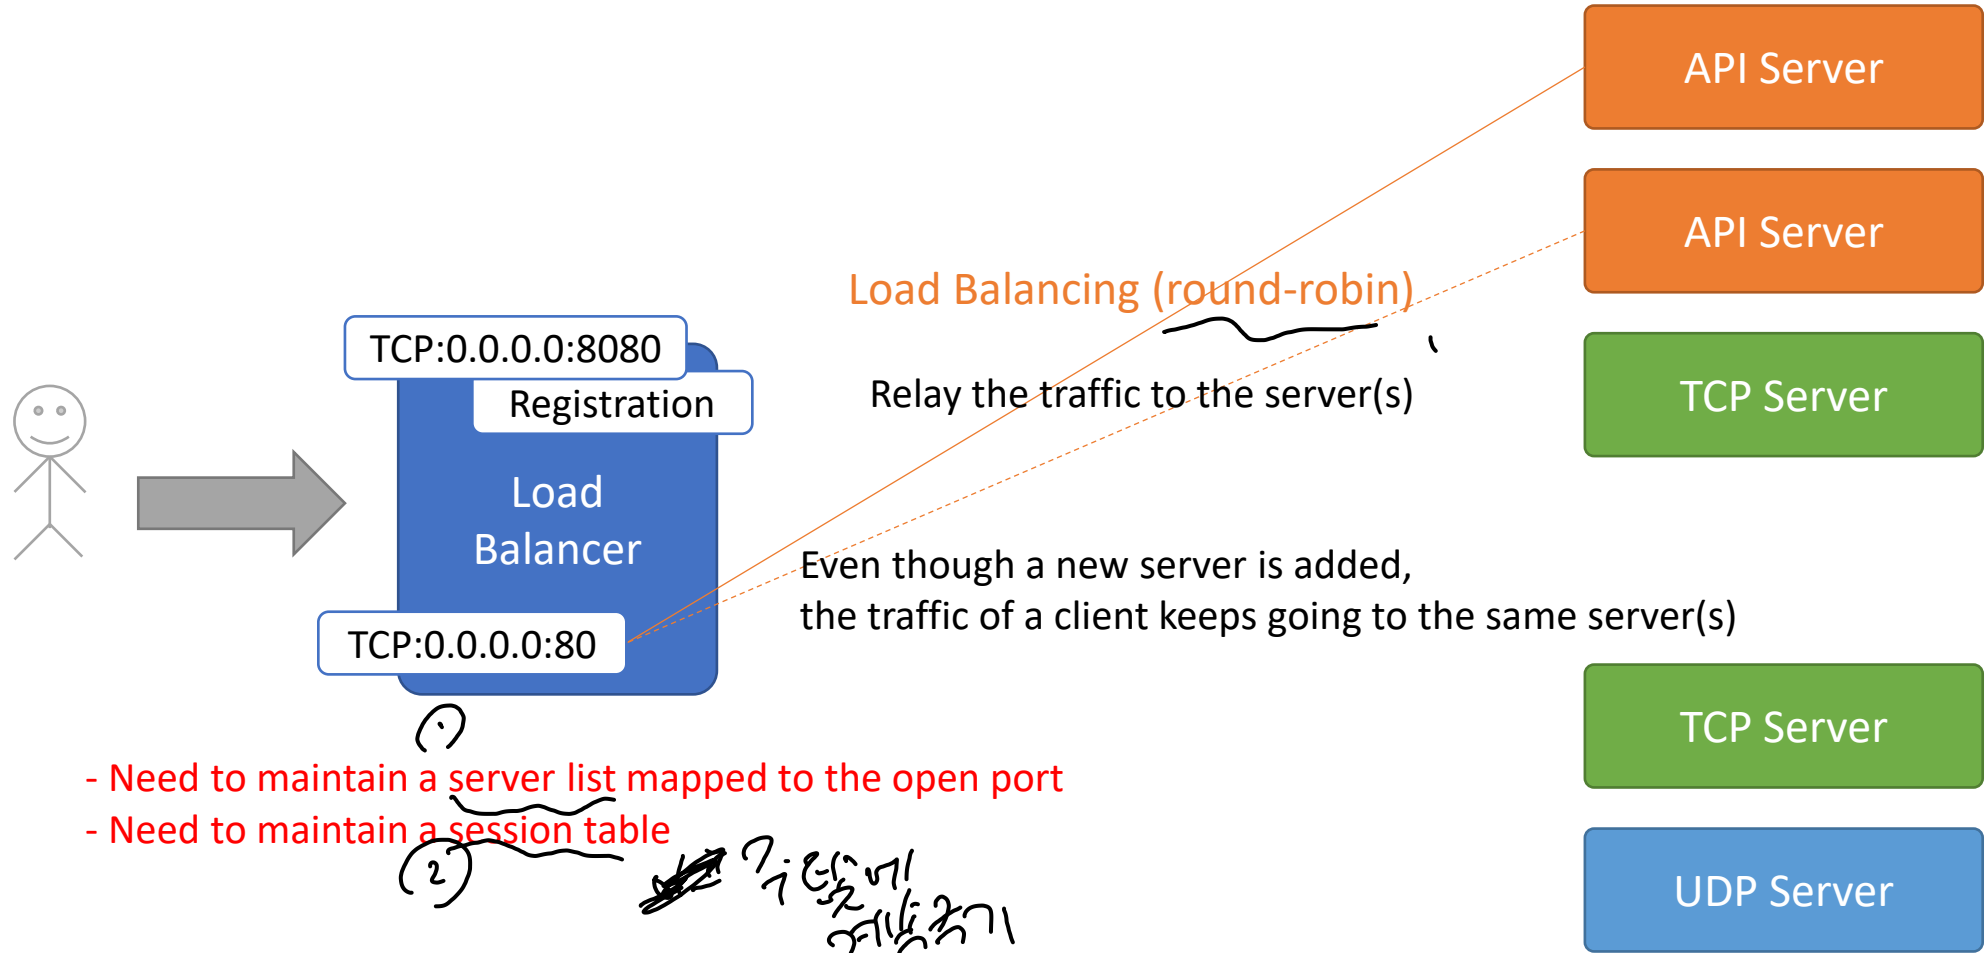 API Server
API Server
Load Balancing (round-robin)
TCP:0.0.0.0:8080
Registration
Relay the traffic to the server(s)
TCP Server
Load
Balancer
Even though a new server is added,
the traffic of a client keeps going to the same server(s)
TCP:0.0.0.0:80
TCP Server
- Need to maintain a server list mapped to the open port
- Need to maintain a session table
2
UDP Server